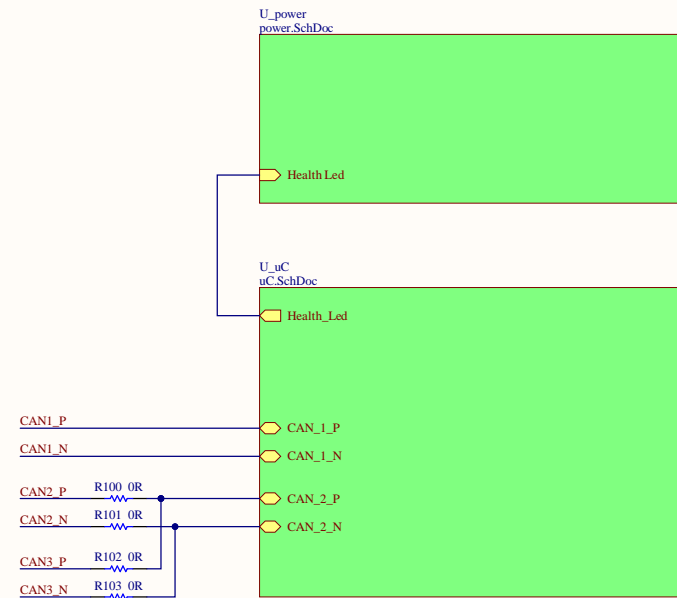 U_power
power.SchDoc
Health Led
U_uC
uC.SchDoc
Health_Led
CAN1_P
CAN_1_P
CAN1_N
CAN_1_N
CAN2_P
R100 0R
CAN_2_P
CAN2_N
R101 0R
CAN_2_N
CAN3_P
R102 0R
CAN3_N
R103 0R